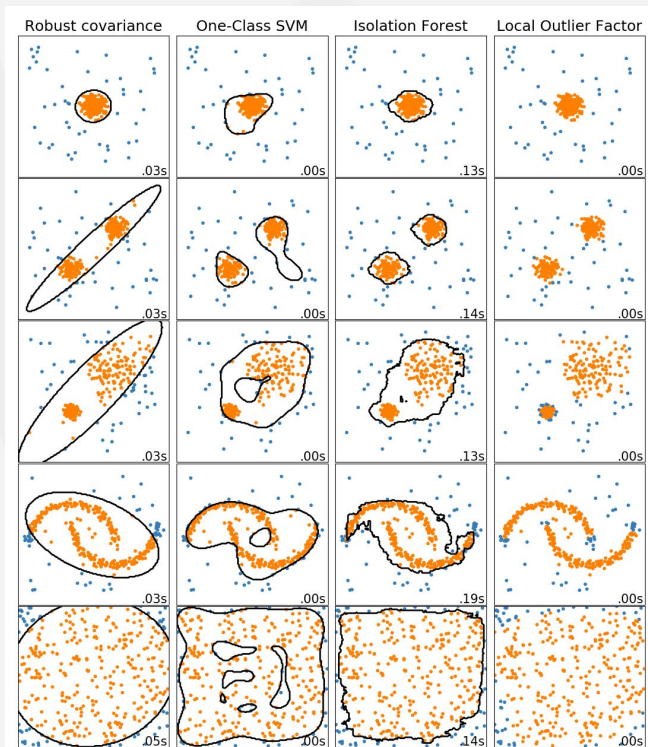 Robust covariance One-Class SVM Isolation Forest Local Outlier Factor
.03s .00s .13s .00s
.03s .00s .14s .00s
.03s .00s .13s .00s
.03s .00s .19s .00s
.05s .00s .14s .00s